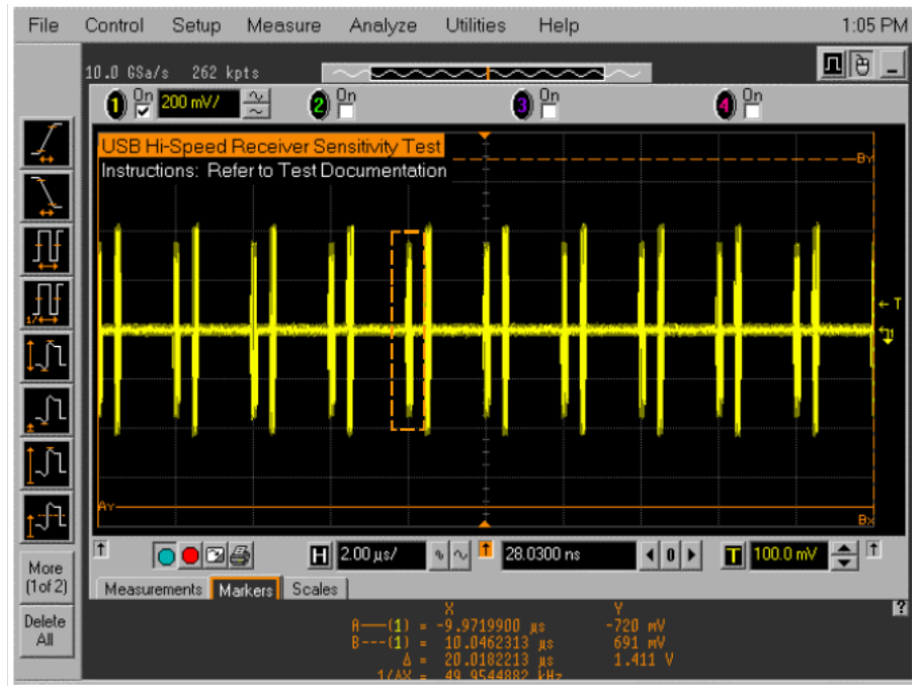 File Control Setup Measure Analyze Utilities Help 1:05 PM
10.0 GSa/s 262 kpts
1 On 200 mV/ 2 On 3 On 4 On
USB Hi-Speed Receiver Sensitivity Test
Instructions: Refer to Test Documentation
By
T
Ay
Bx
More
(1of 2)
Delete
All
H 2.00 µs/ 28.0300 ns 0 T 100.0 mV
Measurements Markers Scales ?
X Y
A——(1) = -9.9719900 µs -720 mV
B---(1) = 10.0462313 µs 691 mV
Δ = 20.0182213 µs 1.411 V
1/ΔX = 49.9544882 kHz